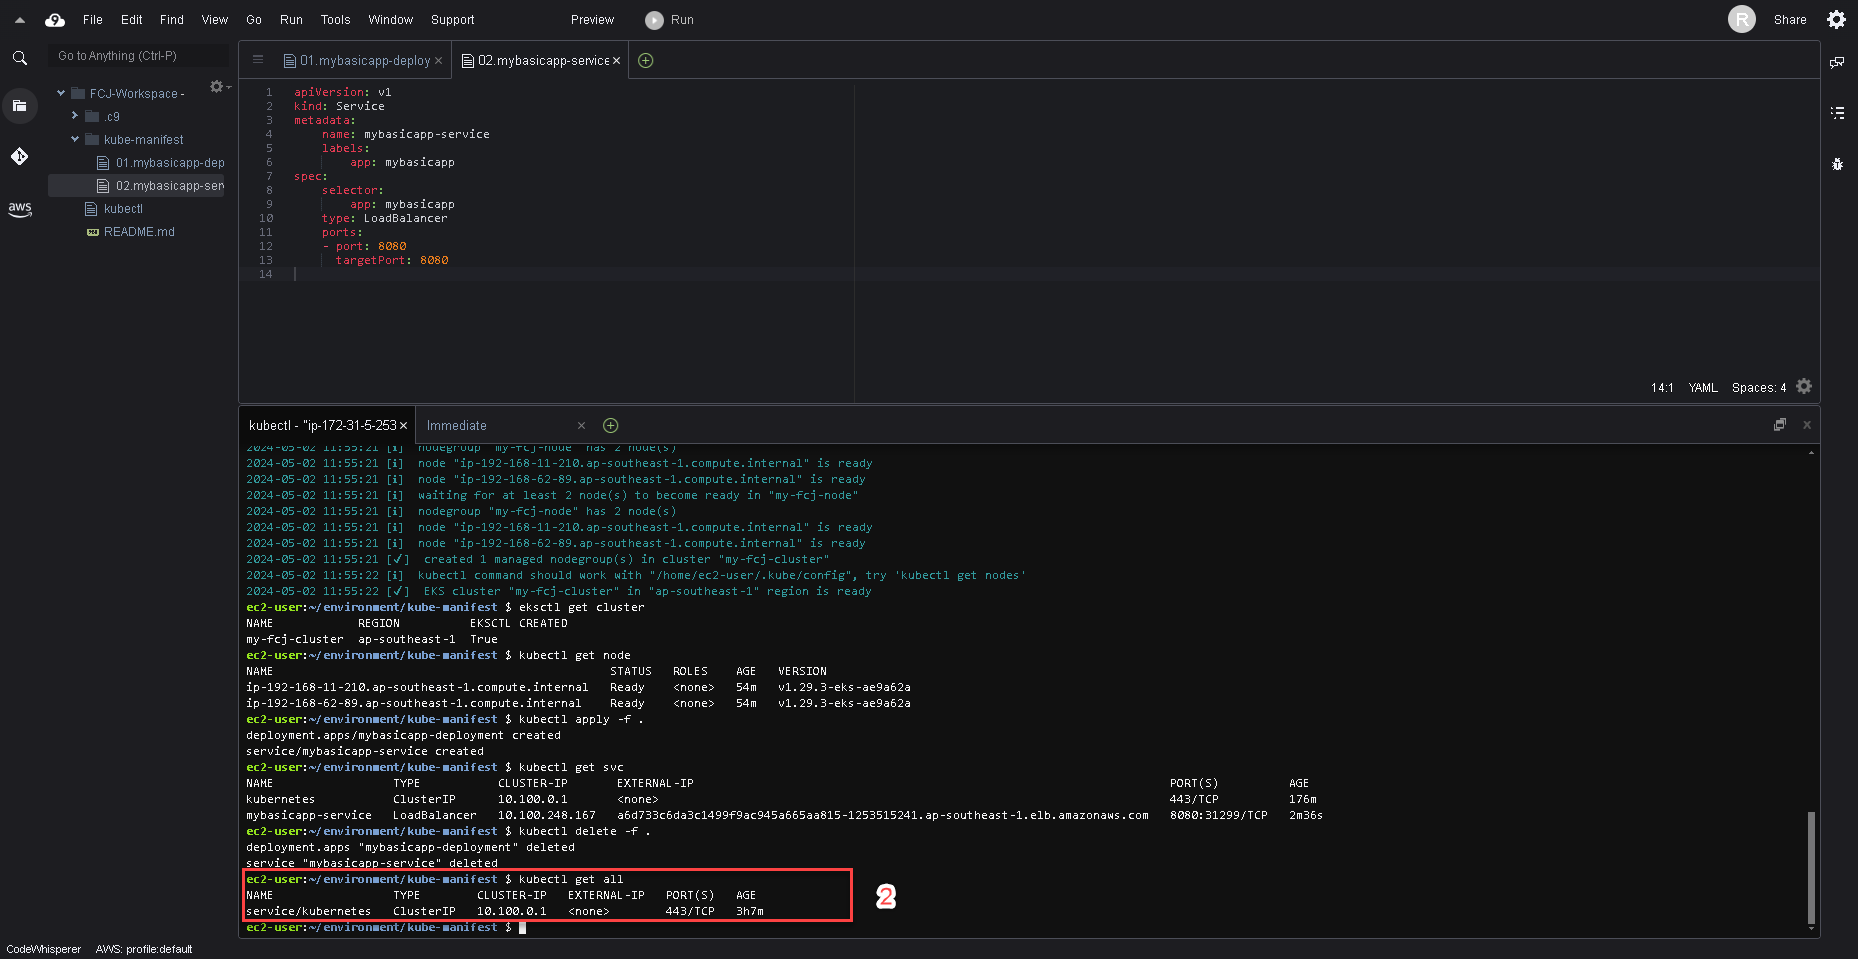 File Edit Find View Go Run Tools Window Support Preview Run R Share
Go to Anything (Ctrl-P)
01.mybasicapp-deploy
02.mybasicapp-service
FCJ-Workspace -
.c9
kube-manifest
01.mybasicapp-dep
02.mybasicapp-serv
kubectl
README.md
aws
1 apiVersion: v1
2 kind: Service
3 metadata:
4 name: mybasicapp-service
5 labels:
6 app: mybasicapp
7 spec:
8 selector:
9 app: mybasicapp
10 type: LoadBalancer
11 ports:
12 - port: 8080
13 targetPort: 8080
14
14:1 YAML Spaces: 4
kubectl - "ip-172-31-5-253
Immediate
2024-05-02 11:55:21 [i] nodegroup "my-fcj-node" has 2 node(s)
2024-05-02 11:55:21 [i] node "ip-192-168-11-210.ap-southeast-1.compute.internal" is ready
2024-05-02 11:55:21 [i] node "ip-192-168-62-89.ap-southeast-1.compute.internal" is ready
2024-05-02 11:55:21 [i] waiting for at least 2 node(s) to become ready in "my-fcj-node"
2024-05-02 11:55:21 [i] nodegroup "my-fcj-node" has 2 node(s)
2024-05-02 11:55:21 [i] node "ip-192-168-11-210.ap-southeast-1.compute.internal" is ready
2024-05-02 11:55:21 [i] node "ip-192-168-62-89.ap-southeast-1.compute.internal" is ready
2024-05-02 11:55:21 [✓] created 1 managed nodegroup(s) in cluster "my-fcj-cluster"
2024-05-02 11:55:22 [i] kubectl command should work with "/home/ec2-user/.kube/config", try 'kubectl get nodes'
2024-05-02 11:55:22 [✓] EKS cluster "my-fcj-cluster" in "ap-southeast-1" region is ready
ec2-user:~/environment/kube-manifest $ eksctl get cluster
NAME REGION EKSCTL CREATED
my-fcj-cluster ap-southeast-1 True
ec2-user:~/environment/kube-manifest $ kubectl get node
NAME STATUS ROLES AGE VERSION
ip-192-168-11-210.ap-southeast-1.compute.internal Ready <none> 54m v1.29.3-eks-ae9a62a
ip-192-168-62-89.ap-southeast-1.compute.internal Ready <none> 54m v1.29.3-eks-ae9a62a
ec2-user:~/environment/kube-manifest $ kubectl apply -f .
deployment.apps/mybasicapp-deployment created
service/mybasicapp-service created
ec2-user:~/environment/kube-manifest $ kubectl get svc
NAME TYPE CLUSTER-IP EXTERNAL-IP PORT(S) AGE
kubernetes ClusterIP 10.100.0.1 <none> 443/TCP 176m
mybasicapp-service LoadBalancer 10.100.248.167 a6d733c6da3c1499f9ac945a665aa815-1253515241.ap-southeast-1.elb.amazonaws.com 8080:31299/TCP 2m36s
ec2-user:~/environment/kube-manifest $ kubectl delete -f .
deployment.apps "mybasicapp-deployment" deleted
service "mybasicapp-service" deleted
ec2-user:~/environment/kube-manifest $ kubectl get all
NAME TYPE CLUSTER-IP EXTERNAL-IP PORT(S) AGE
service/kubernetes ClusterIP 10.100.0.1 <none> 443/TCP 3h7m
2
ec2-user:~/environment/kube-manifest $
CodeWhisperer AWS: profile:default